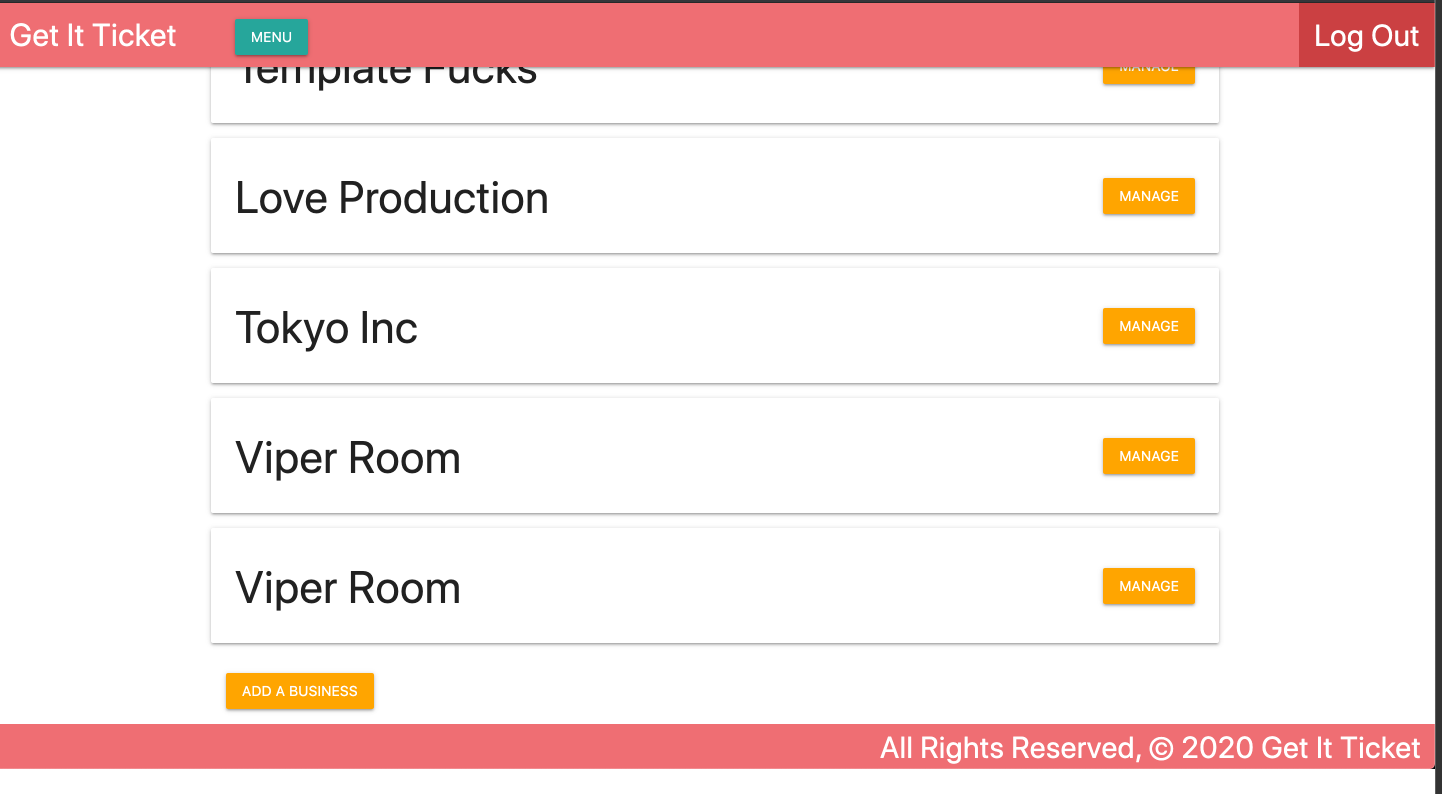 Get It Ticket MENU Log Out
Template Fucks MANAGE
Love Production MANAGE
Tokyo Inc MANAGE
Viper Room MANAGE
Viper Room MANAGE
ADD A BUSINESS
All Rights Reserved, © 2020 Get It Ticket